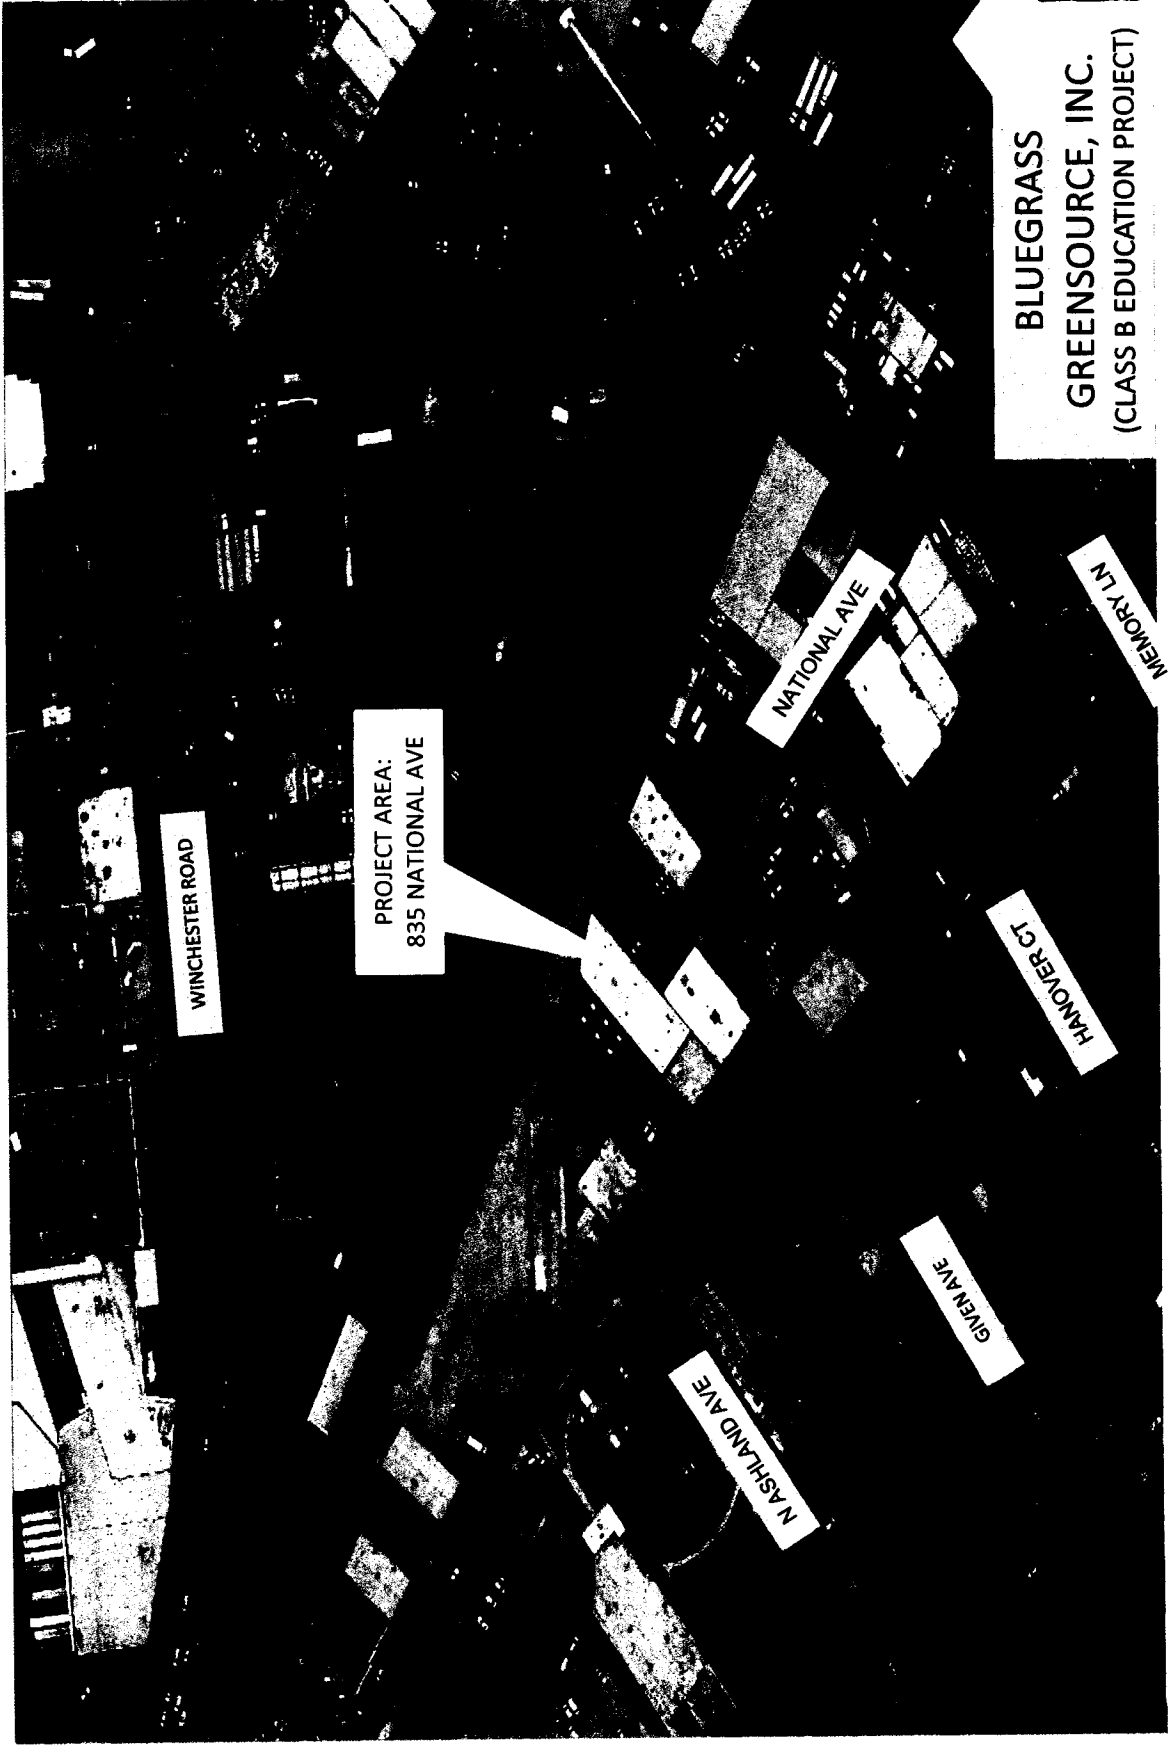 WINCHESTER ROAD
PROJECT AREA:
835 NATIONAL AVE
NATIONAL AVE
N ASHLAND AVE
GIVEN AVE
HANOVER CT
MEMORY LN
BLUEGRASS
GREENSOURCE, INC.
(CLASS B EDUCATION PROJECT)